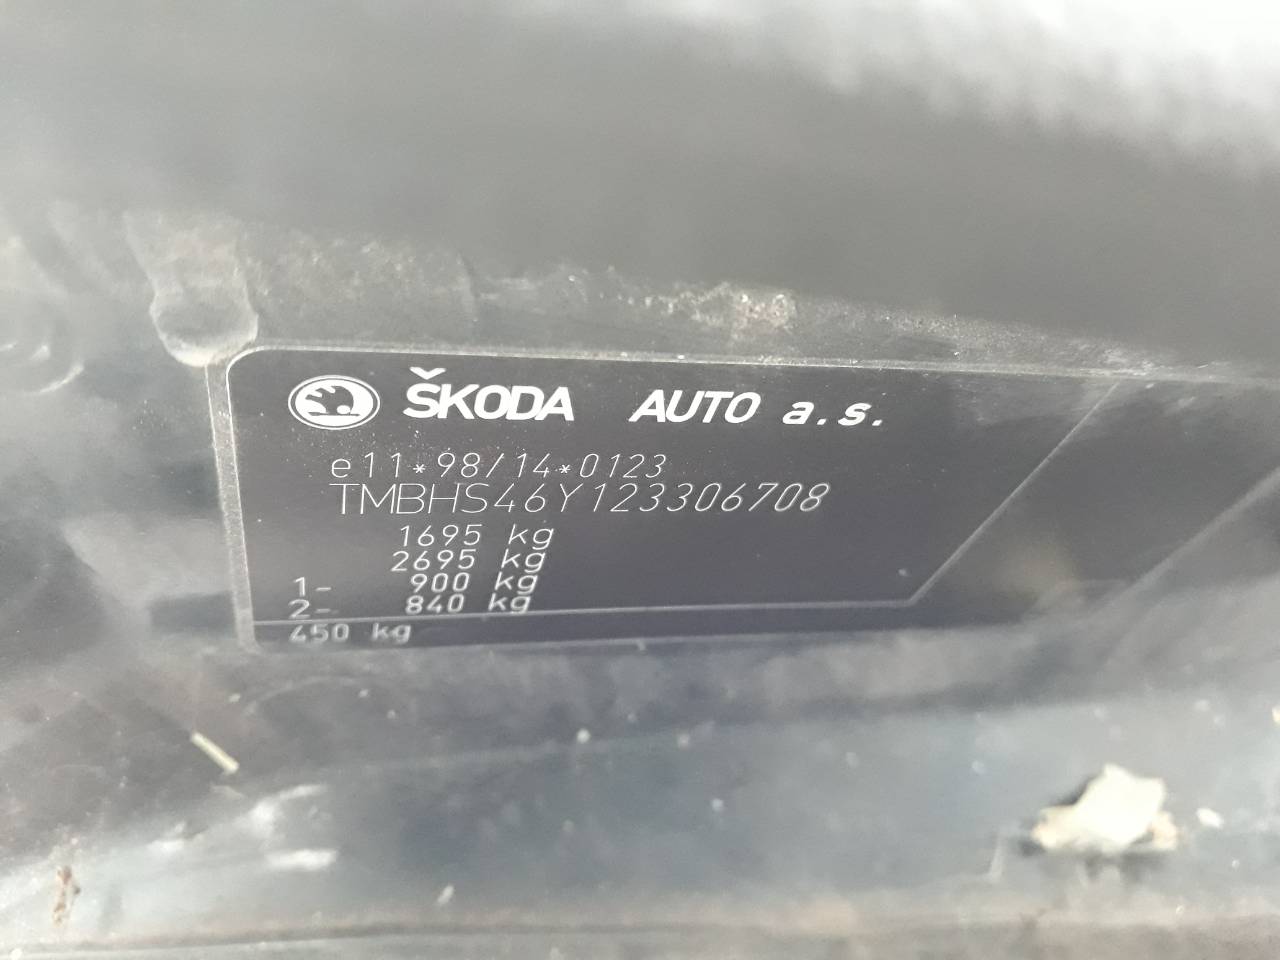 ŠKODA AUTO a.s.
e11*98/14*0123
TMBHS46Y123306708
1695 kg
2695 kg
1- 900 kg
2- 840 kg
450 kg